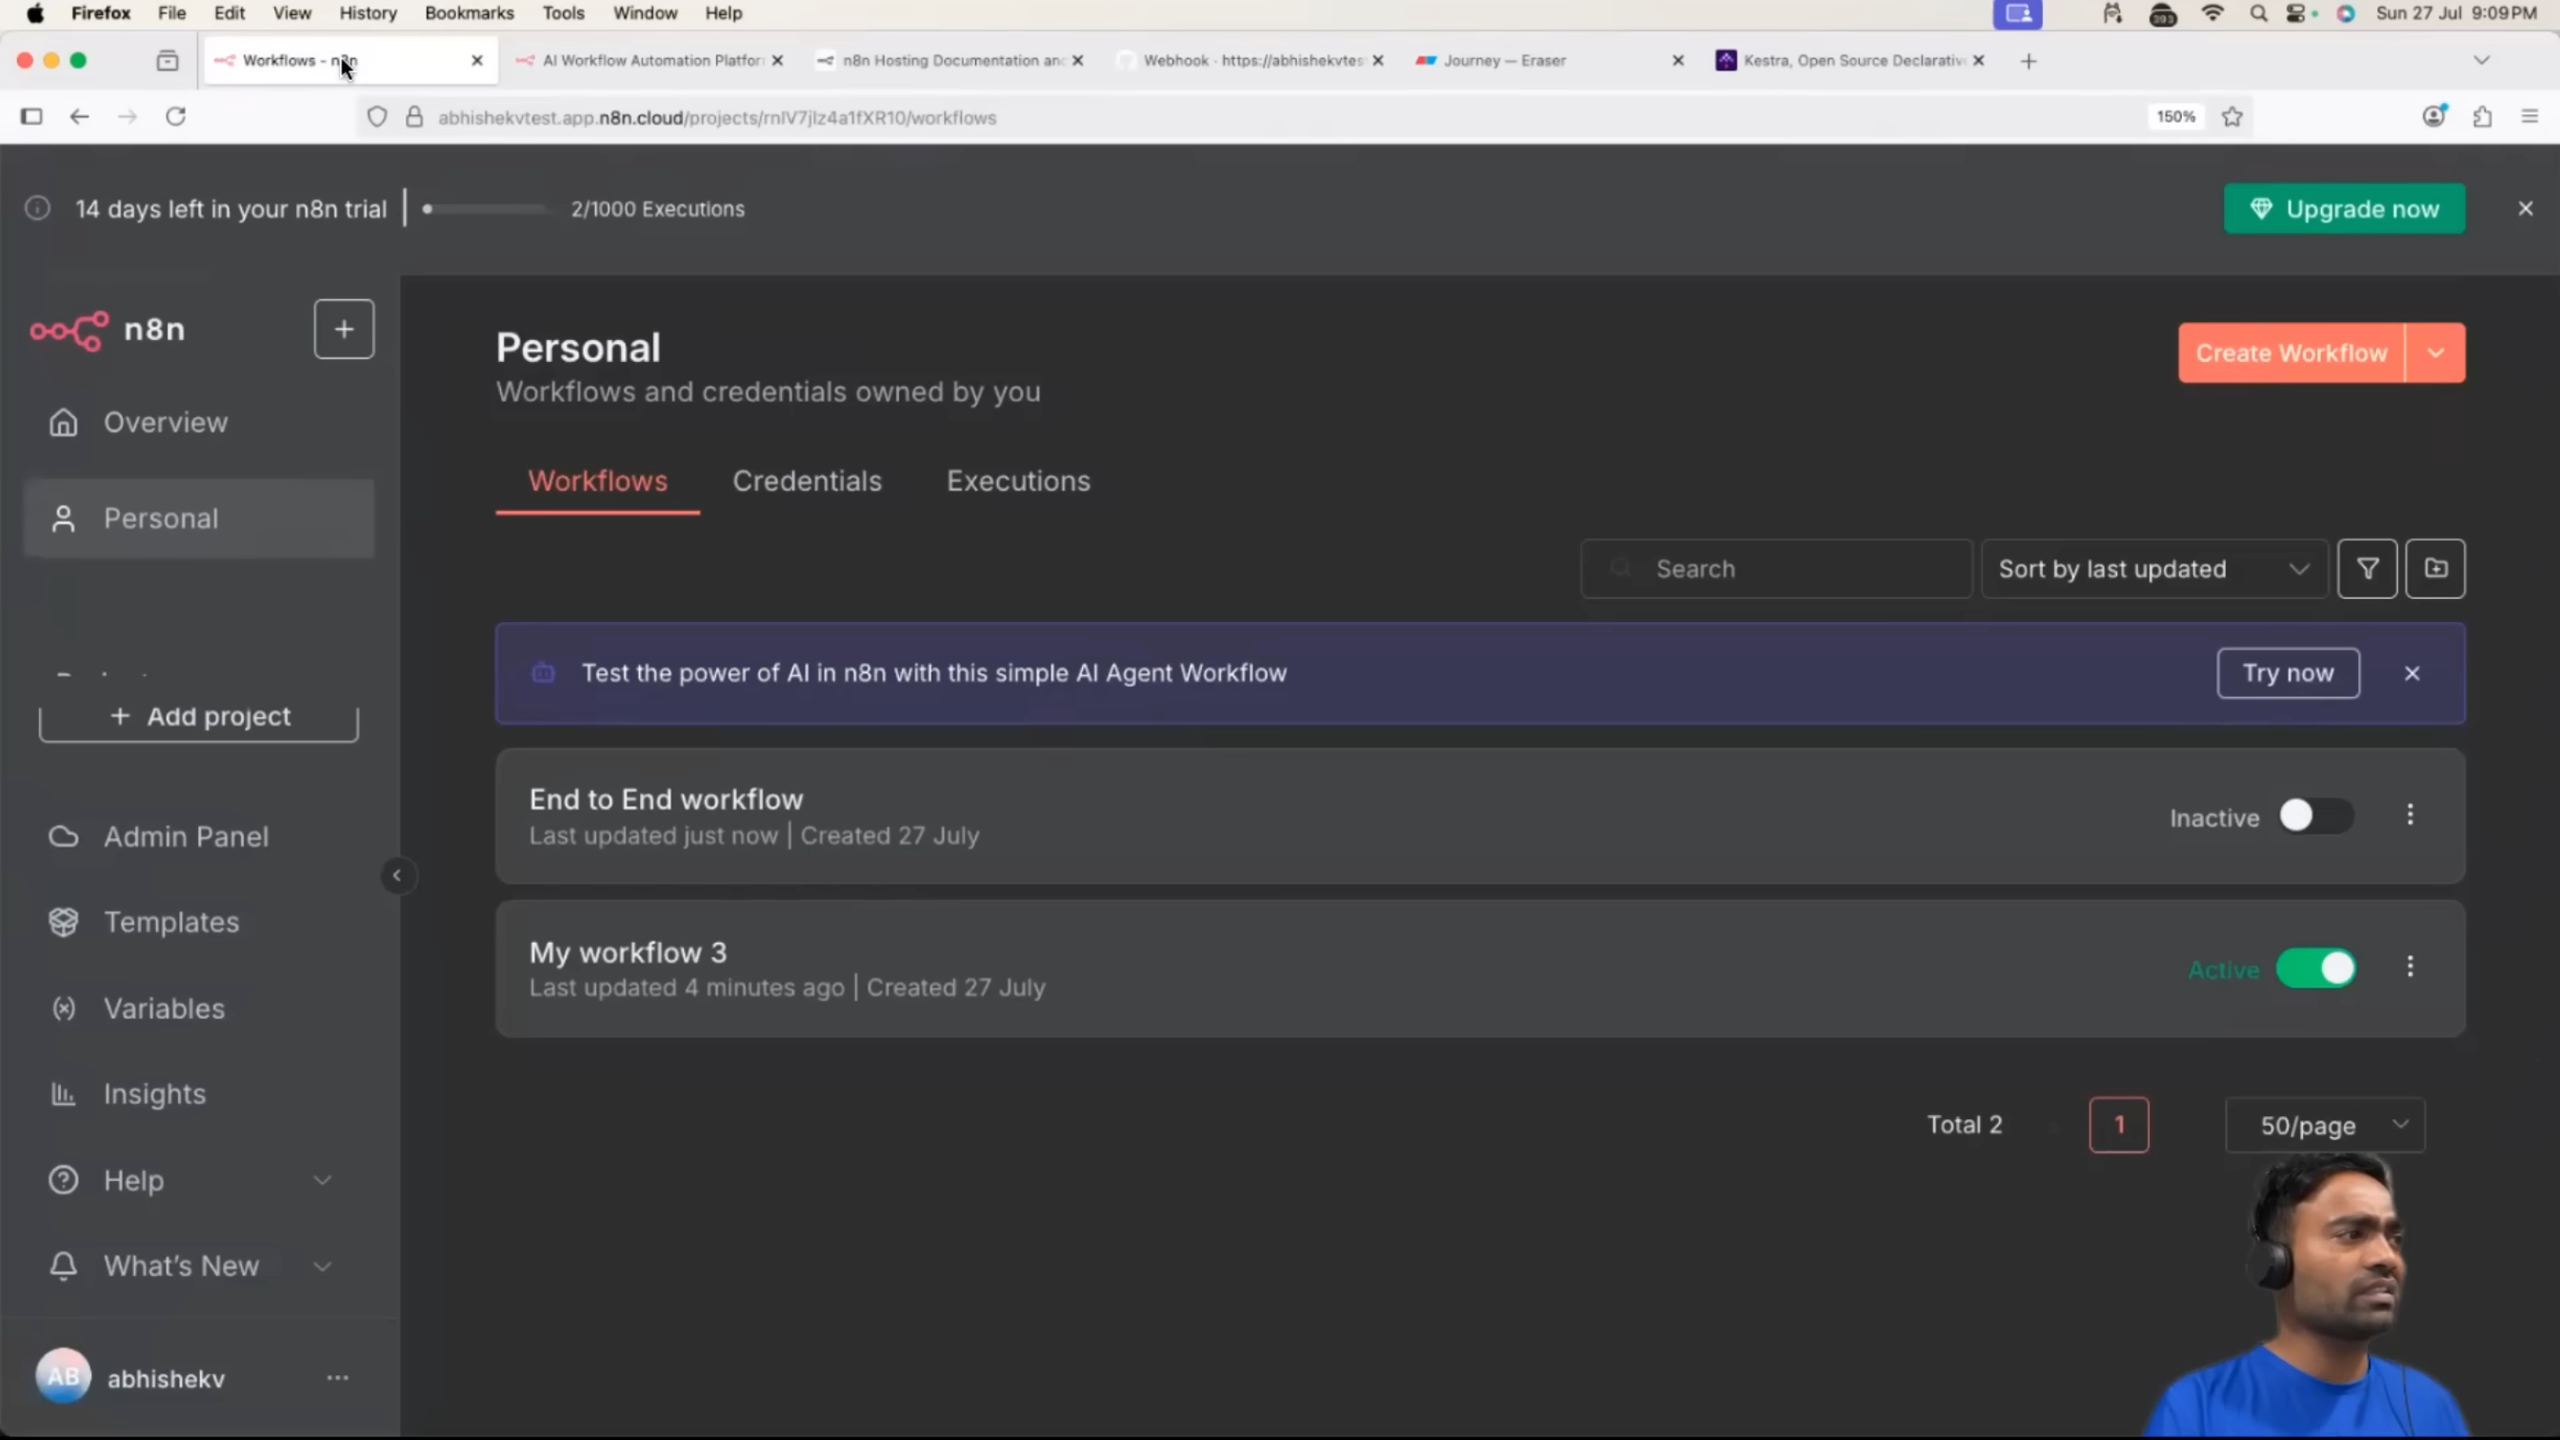 Firefox File Edit View History Bookmarks Tools Window Help
393
Sun 27 Jul 9:09 PM
Workflows - n8n
AI Workflow Automation Platfor
n8n Hosting Documentation and
Webhook · https://abhishekvtes
Journey — Eraser
Kestra, Open Source Declarativ
abhishekvtest.app.n8n.cloud/projects/rnIV7jIz4a1fXR10/workflows
150%
14 days left in your n8n trial
2/1000 Executions
Upgrade now
n8n
Overview
Personal
Add project
Admin Panel
Templates
Variables
Insights
Help
What's New
AB
abhishekv
Personal
Workflows and credentials owned by you
Create Workflow
Workflows Credentials Executions
Search
Sort by last updated
Test the power of AI in n8n with this simple AI Agent Workflow
Try now
End to End workflow
Last updated just now | Created 27 July
Inactive
My workflow 3
Last updated 4 minutes ago | Created 27 July
Active
Total 2
1
50/page